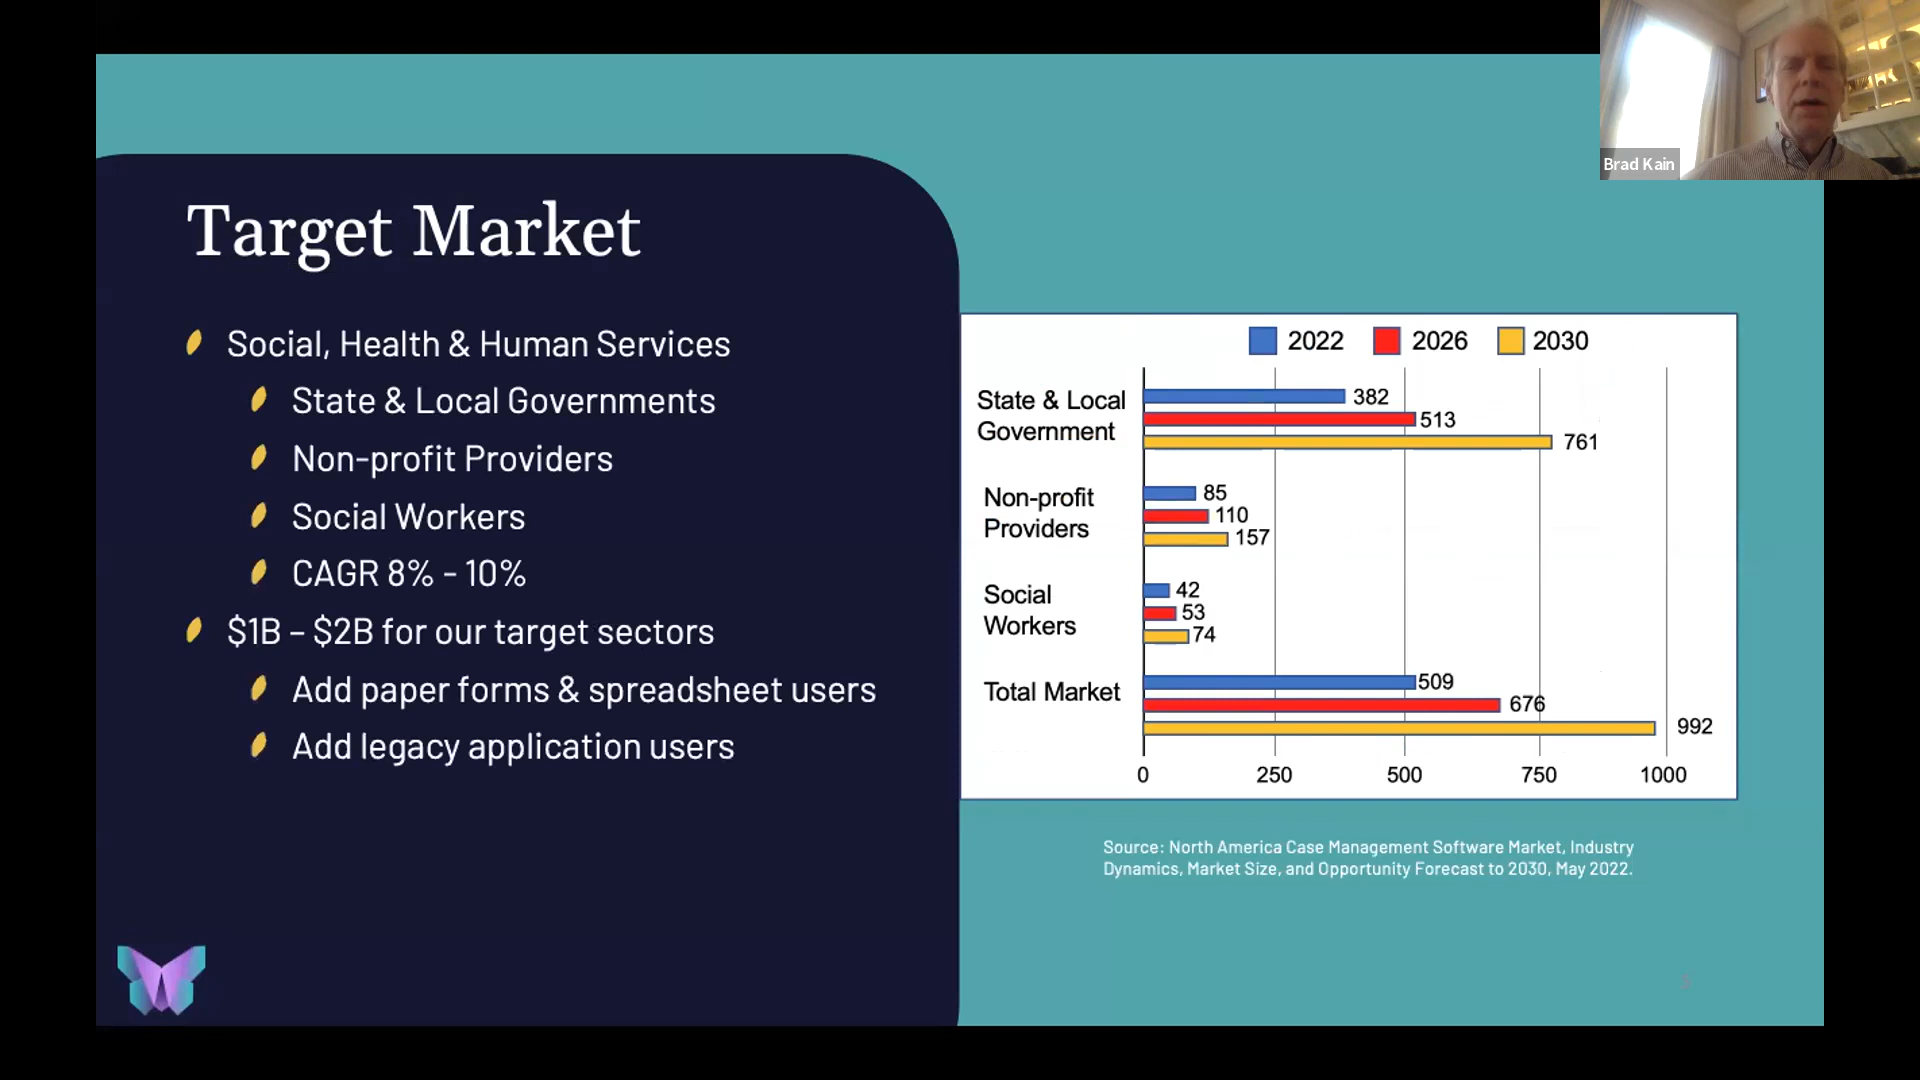 Brad Kain
Target Market
Social, Health & Human Services
State & Local Governments
Non-profit Providers
Social Workers
CAGR 8% - 10%
$1B – $2B for our target sectors
Add paper forms & spreadsheet users
Add legacy application users
2022 2026 2030
State & Local
Government
382
513
761
Non-profit
Providers
85
110
157
Social
Workers
42
53
74
Total Market
509
676
992
0 250 500 750 1000
Source: North America Case Management Software Market, Industry
Dynamics, Market Size, and Opportunity Forecast to 2030, May 2022.